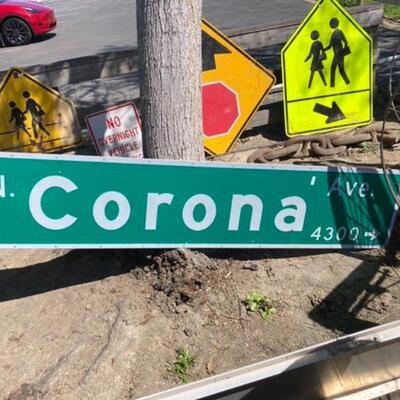 NO
OVERNIGHT
VEHICLE
N. Corona' Ave.
4300 →